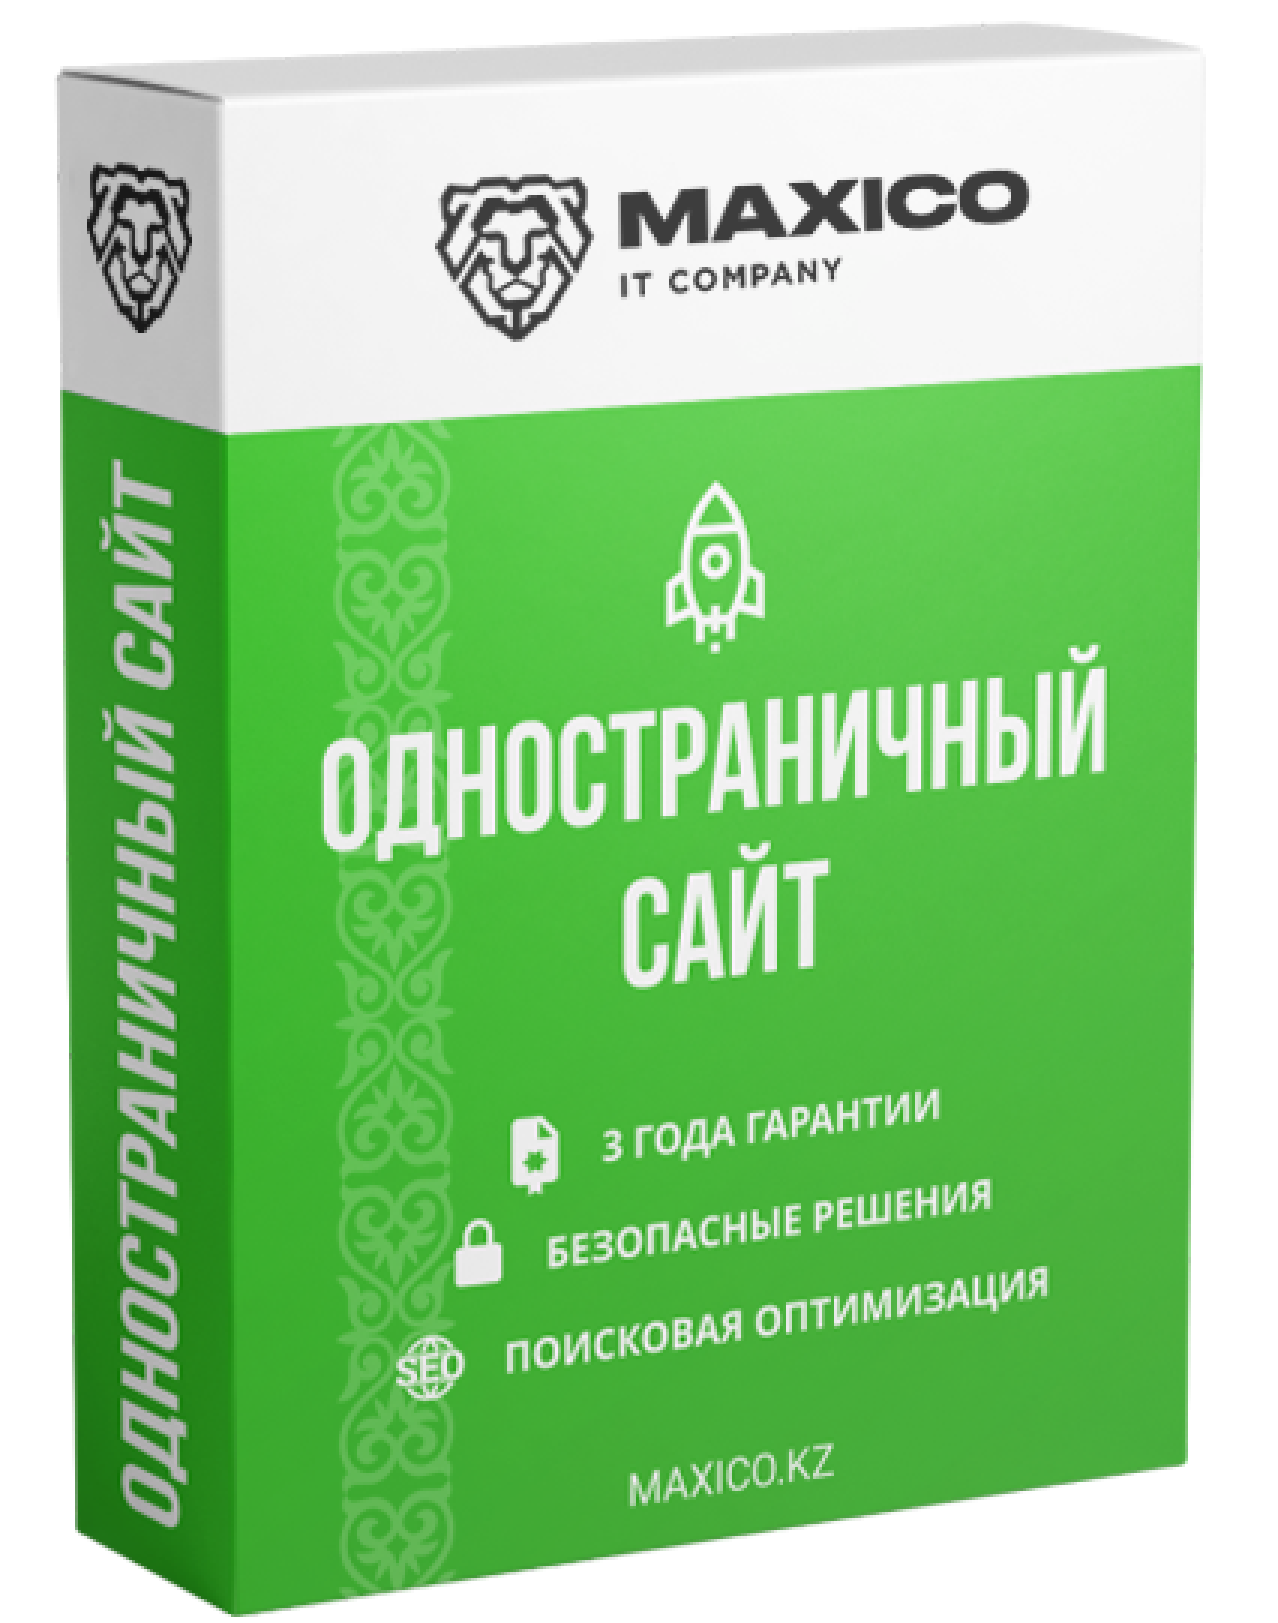 MAXICO
IT COMPANY
ОДНОСТРАНИЧНЫЙ
САЙТ
3 ГОДА ГАРАНТИИ
БЕЗОПАСНЫЕ РЕШЕНИЯ
SEO
ПОИСКОВАЯ ОПТИМИЗАЦИЯ
MAXICO.KZ
ОДНОСТРАНИЧНЫЙ САЙТ